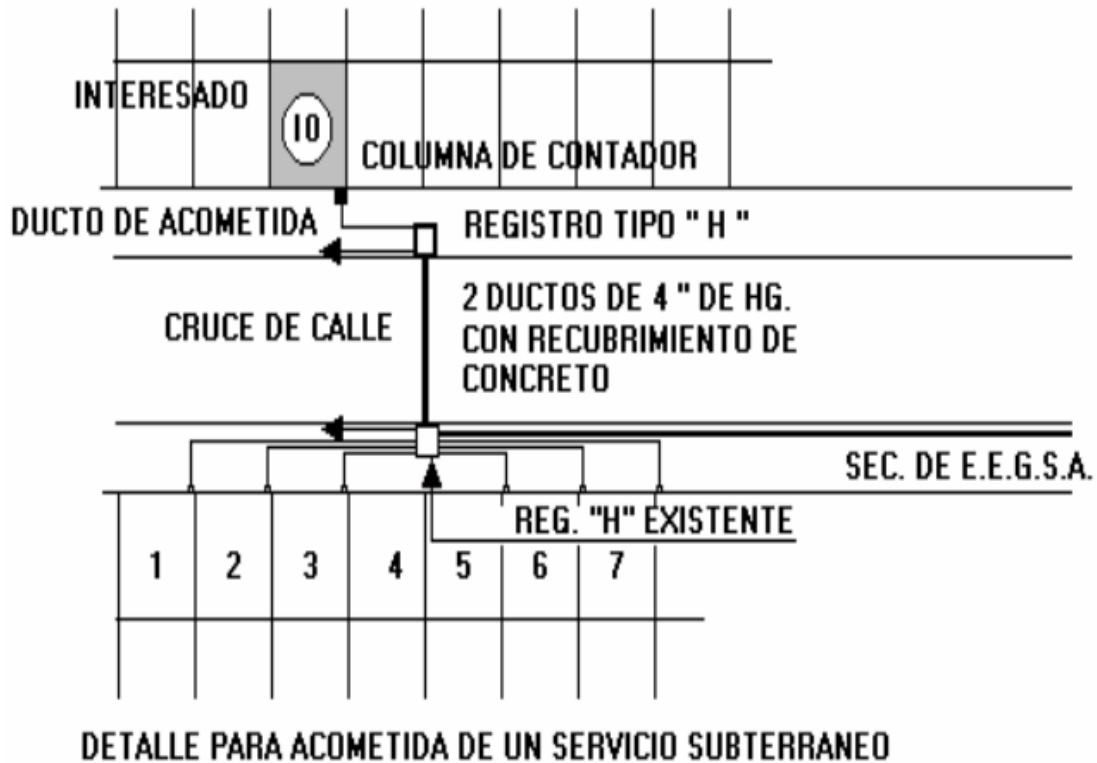 INTERESADO
10
COLUMNA DE CONTADOR
DUCTO DE ACOMETIDA
REGISTRO TIPO " H "
2 DUCTOS DE 4 " DE HG.
CON RECUBRIMIENTO DE
CONCRETO
CRUCE DE CALLE
SEC. DE E.E.G.S.A.
REG. "H" EXISTENTE
1 2 3 4 5 6 7
DETALLE PARA ACOMETIDA DE UN SERVICIO SUBTERRANEO